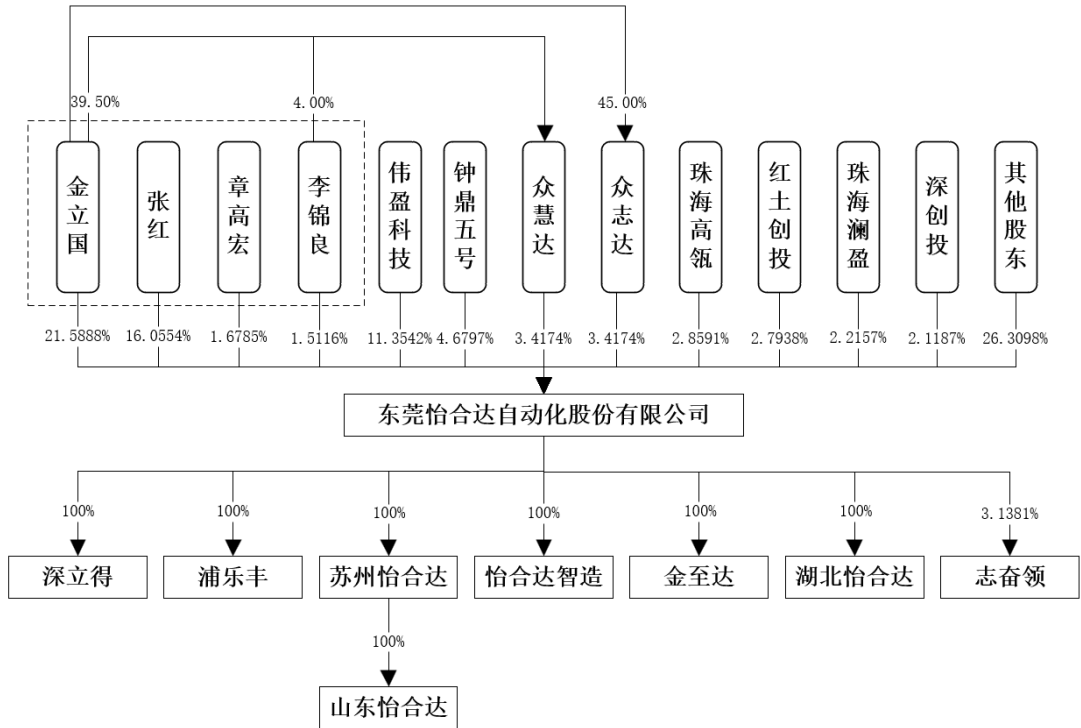 39.50%
4.00%
45.00%
金立国
张红
章高宏
李锦良
伟盈科技
钟鼎五号
众慧达
众志达
珠海高瓴
红土创投
珠海澜盈
深创投
其他股东
21.5888%
16.0554%
1.6785%
1.5116%
11.3542%
4.6797%
3.4174%
3.4174%
2.8591%
2.7938%
2.2157%
2.1187%
26.3098%
东莞怡合达自动化股份有限公司
100%
100%
100%
100%
100%
100%
3.1381%
深立得
浦乐丰
苏州怡合达
怡合达智造
金至达
湖北怡合达
志奋领
100%
山东怡合达